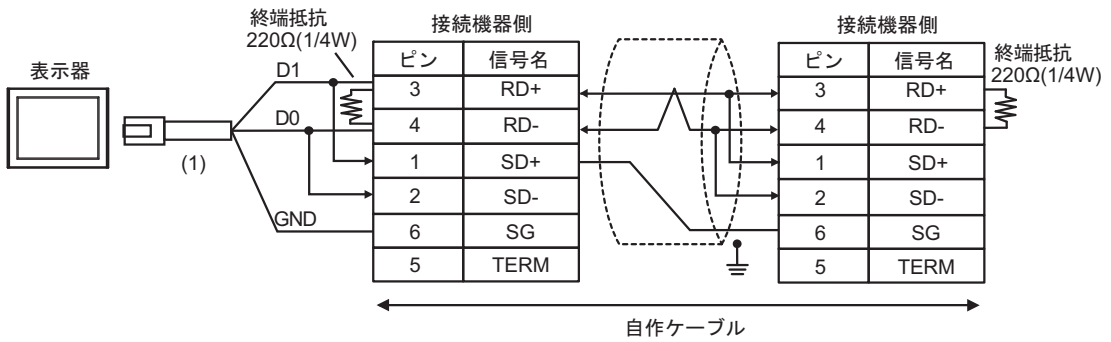 表示器
(1)
D1
D0
GND
終端抵抗
220Ω(1/4W)
接続機器側
ピン 信号名
3 RD+
4 RD-
1 SD+
2 SD-
6 SG
5 TERM
接続機器側
ピン 信号名
3 RD+
4 RD-
1 SD+
2 SD-
6 SG
5 TERM
終端抵抗
220Ω(1/4W)
自作ケーブル